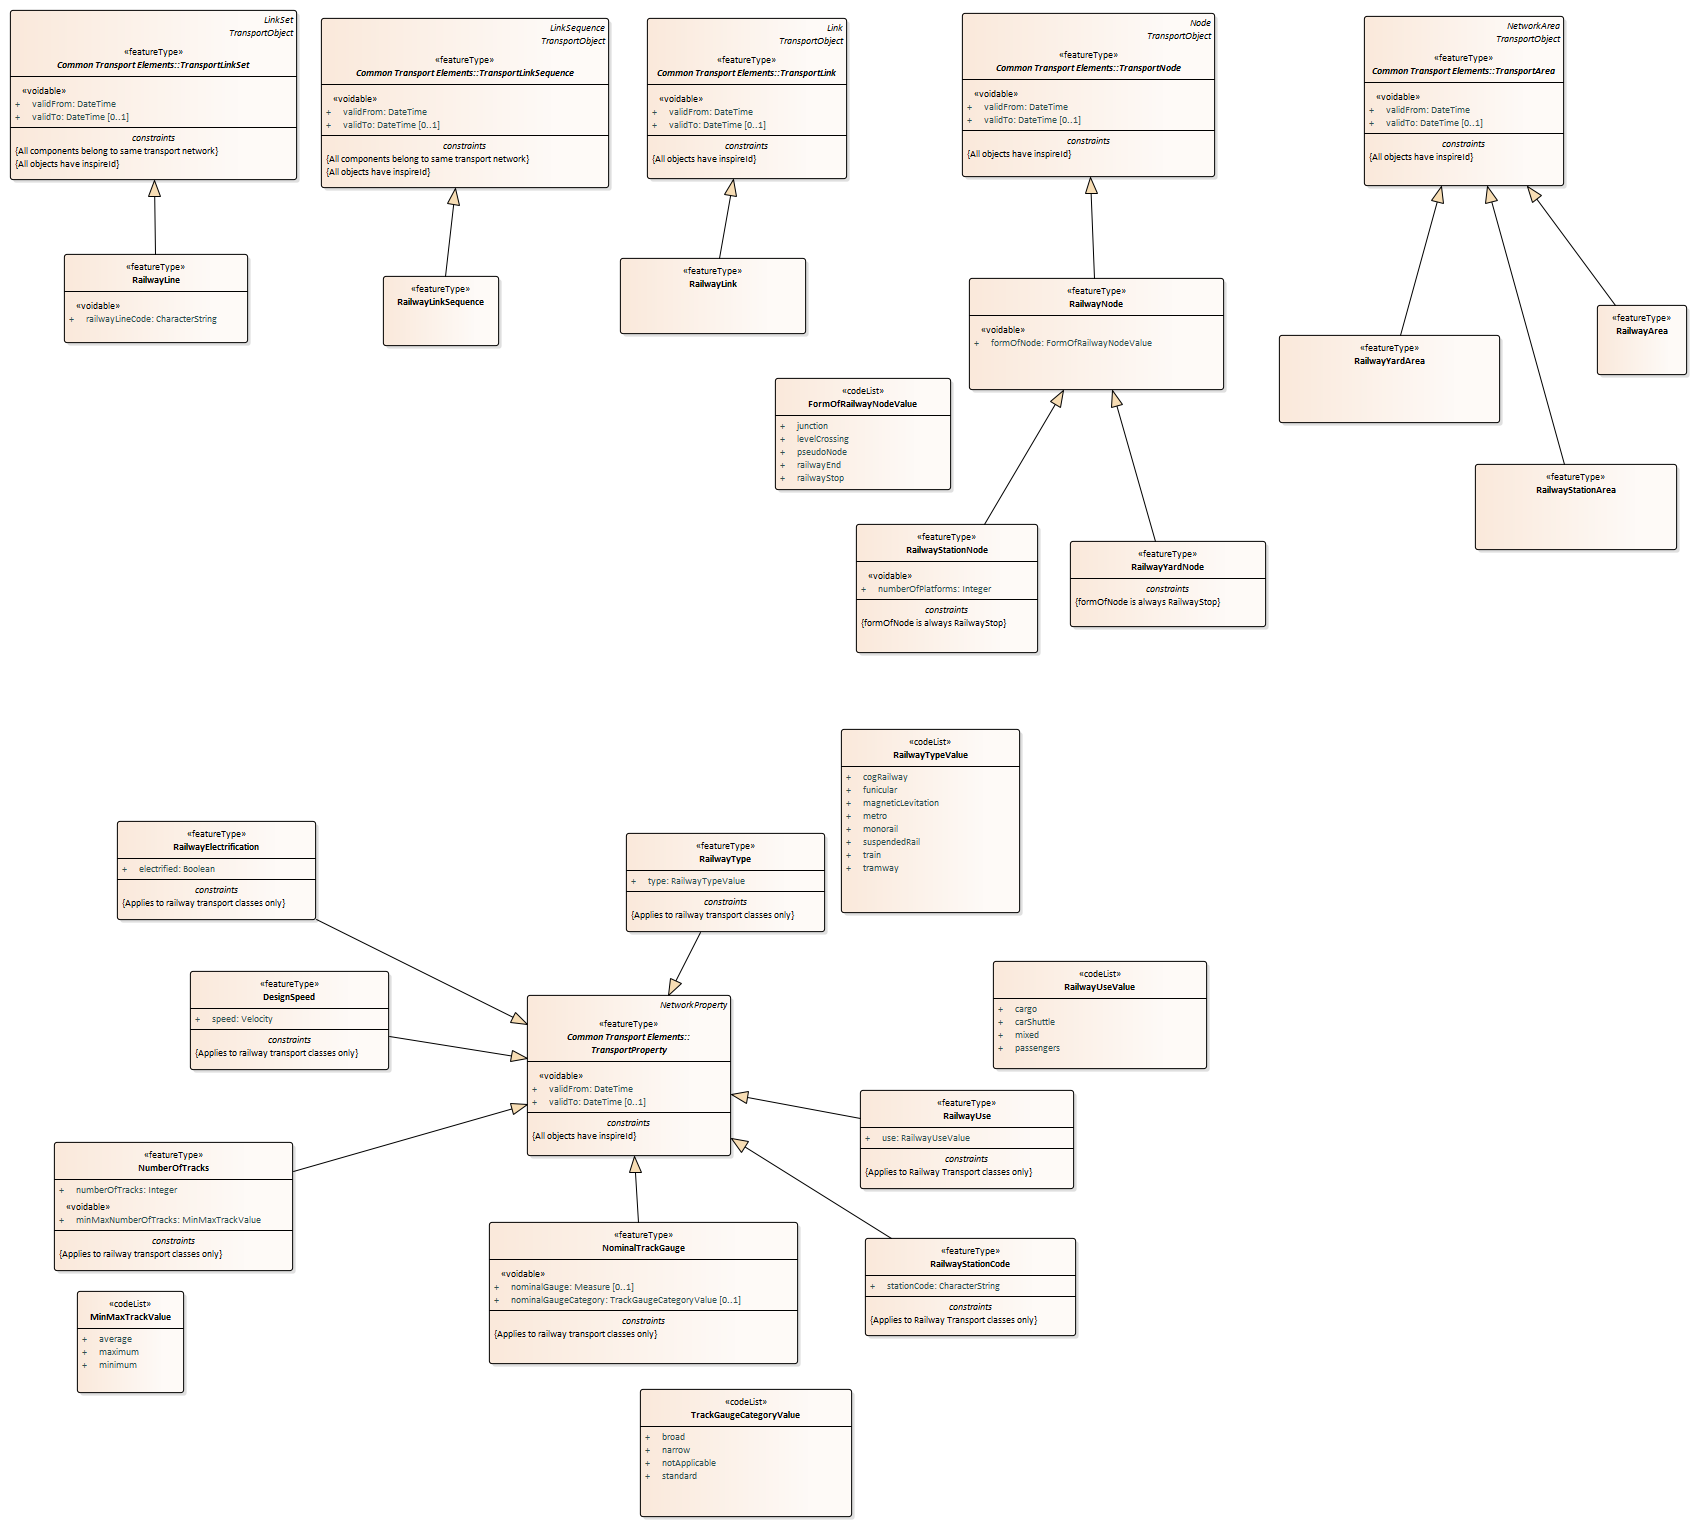 LinkSet
TransportObject
«featureType»
Common Transport Elements::TransportLinkSet
«voidable»
+ validFrom: DateTime
+ validTo: DateTime [0..1]
constraints
{All components belong to same transport network}
{All objects have inspireId}
LinkSequence
TransportObject
«featureType»
Common Transport Elements::TransportLinkSequence
«voidable»
+ validFrom: DateTime
+ validTo: DateTime [0..1]
constraints
{All components belong to same transport network}
{All objects have inspireId}
Link
TransportObject
«featureType»
Common Transport Elements::TransportLink
«voidable»
+ validFrom: DateTime
+ validTo: DateTime [0..1]
constraints
{All objects have inspireId}
Node
TransportObject
«featureType»
Common Transport Elements::TransportNode
«voidable»
+ validFrom: DateTime
+ validTo: DateTime [0..1]
constraints
{All objects have inspireId}
NetworkArea
TransportObject
«featureType»
Common Transport Elements::TransportArea
«voidable»
+ validFrom: DateTime
+ validTo: DateTime [0..1]
constraints
{All objects have inspireId}
«featureType»
RailwayLine
«voidable»
+ railwayLineCode: CharacterString
«featureType»
RailwayLinkSequence
«featureType»
RailwayLink
«featureType»
RailwayNode
«voidable»
+ formOfNode: FormOfRailwayNodeValue
«featureType»
RailwayYardArea
«featureType»
RailwayArea
«codeList»
FormOfRailwayNodeValue
+ junction
+ levelCrossing
+ pseudoNode
+ railwayEnd
+ railwayStop
«featureType»
RailwayStationArea
«featureType»
RailwayStationNode
«voidable»
+ numberOfPlatforms: Integer
constraints
{formOfNode is always RailwayStop}
«featureType»
RailwayYardNode
constraints
{formOfNode is always RailwayStop}
«codeList»
RailwayTypeValue
+ cogRailway
+ funicular
+ magneticLevitation
+ metro
+ monorail
+ suspendedRail
+ train
+ tramway
«featureType»
RailwayElectrification
+ electrified: Boolean
constraints
{Applies to railway transport classes only}
«featureType»
RailwayType
+ type: RailwayTypeValue
constraints
{Applies to railway transport classes only}
«featureType»
DesignSpeed
+ speed: Velocity
constraints
{Applies to railway transport classes only}
«codeList»
RailwayUseValue
+ cargo
+ carShuttle
+ mixed
+ passengers
NetworkProperty
«featureType»
Common Transport Elements::
TransportProperty
«voidable»
+ validFrom: DateTime
+ validTo: DateTime [0..1]
constraints
{All objects have inspireId}
«featureType»
RailwayUse
+ use: RailwayUseValue
constraints
{Applies to Railway Transport classes only}
«featureType»
NumberOfTracks
+ numberOfTracks: Integer
«voidable»
+ minMaxNumberOfTracks: MinMaxTrackValue
constraints
{Applies to railway transport classes only}
«featureType»
NominalTrackGauge
«voidable»
+ nominalGauge: Measure [0..1]
+ nominalGaugeCategory: TrackGaugeCategoryValue [0..1]
constraints
{Applies to railway transport classes only}
«featureType»
RailwayStationCode
+ stationCode: CharacterString
constraints
{Applies to Railway Transport classes only}
«codeList»
MinMaxTrackValue
+ average
+ maximum
+ minimum
«codeList»
TrackGaugeCategoryValue
+ broad
+ narrow
+ notApplicable
+ standard